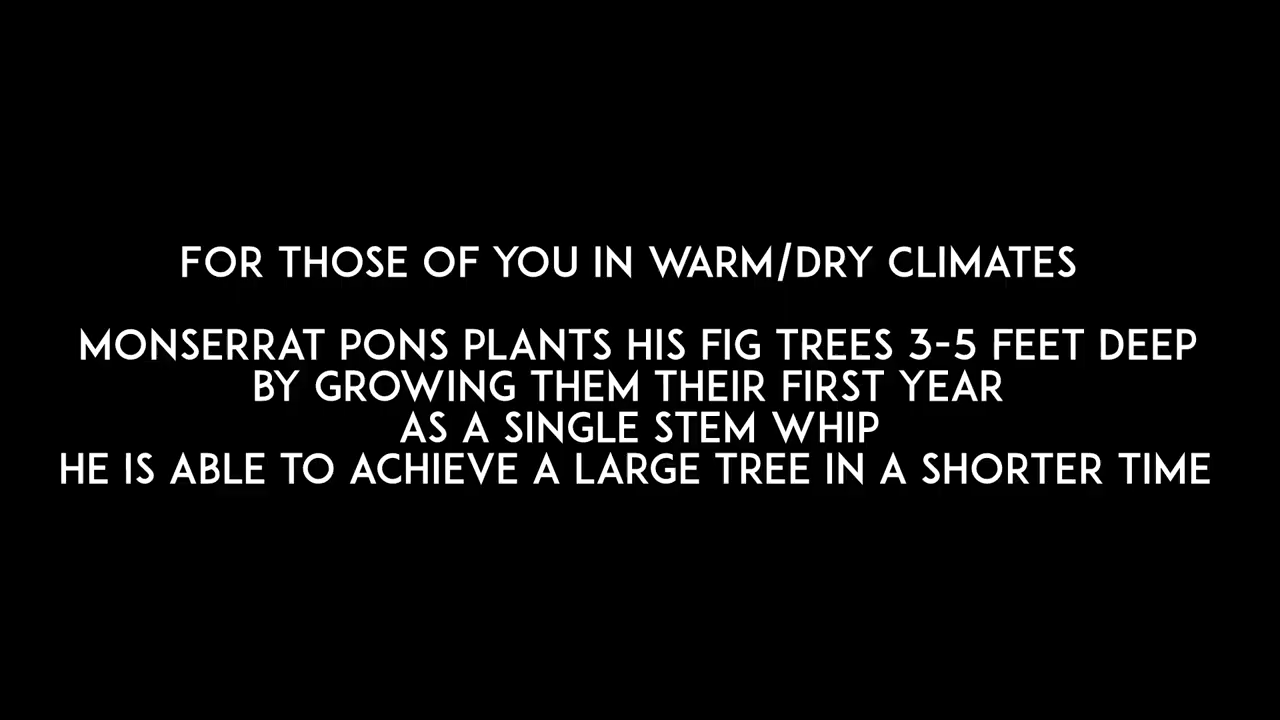 FOR THOSE OF YOU IN WARM/DRY CLIMATES
MONSERRAT PONS PLANTS HIS FIG TREES 3-5 FEET DEEP
BY GROWING THEM THEIR FIRST YEAR
AS A SINGLE STEM WHIP
HE IS ABLE TO ACHIEVE A LARGE TREE IN A SHORTER TIME